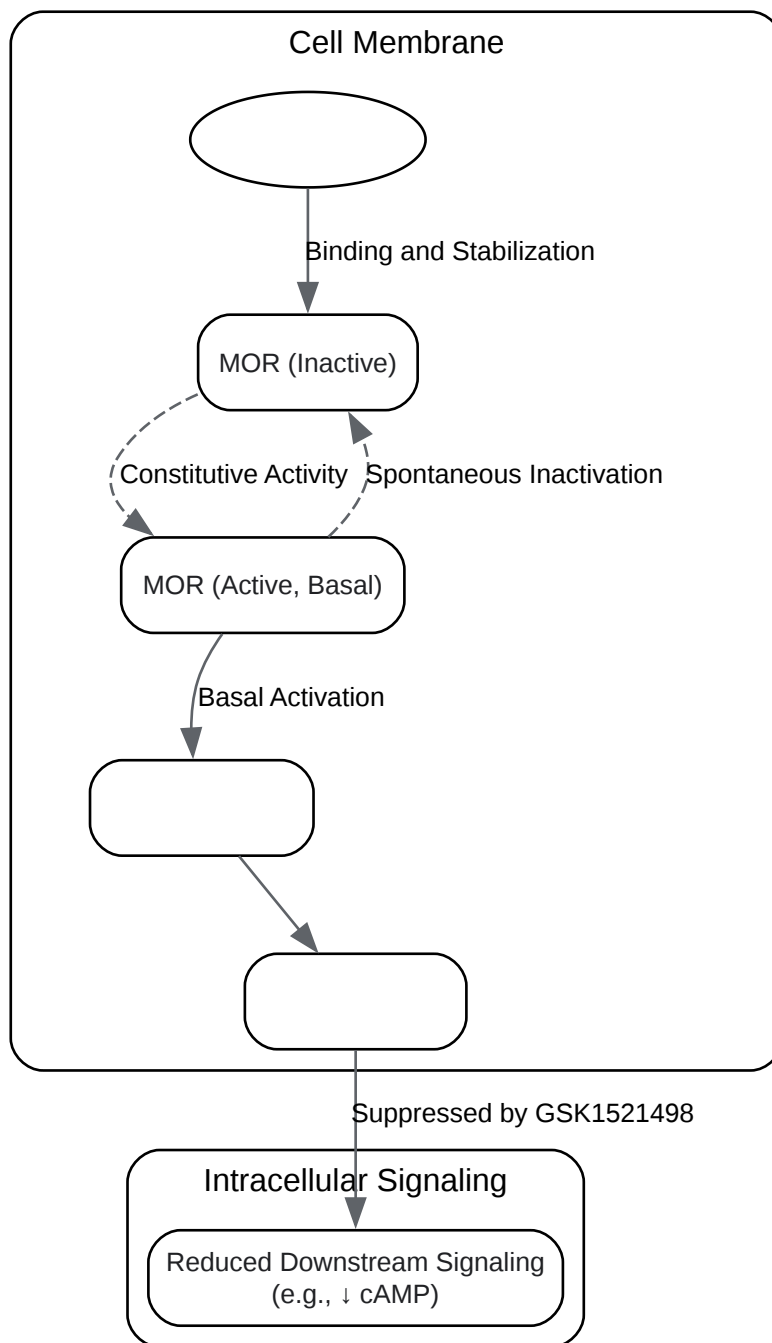 Cell Membrane
Binding and Stabilization
MOR (Inactive)
Constitutive Activity
Spontaneous Inactivation
MOR (Active, Basal)
Basal Activation
Suppressed by GSK1521498
Intracellular Signaling
Reduced Downstream Signaling
(e.g., ↓ cAMP)